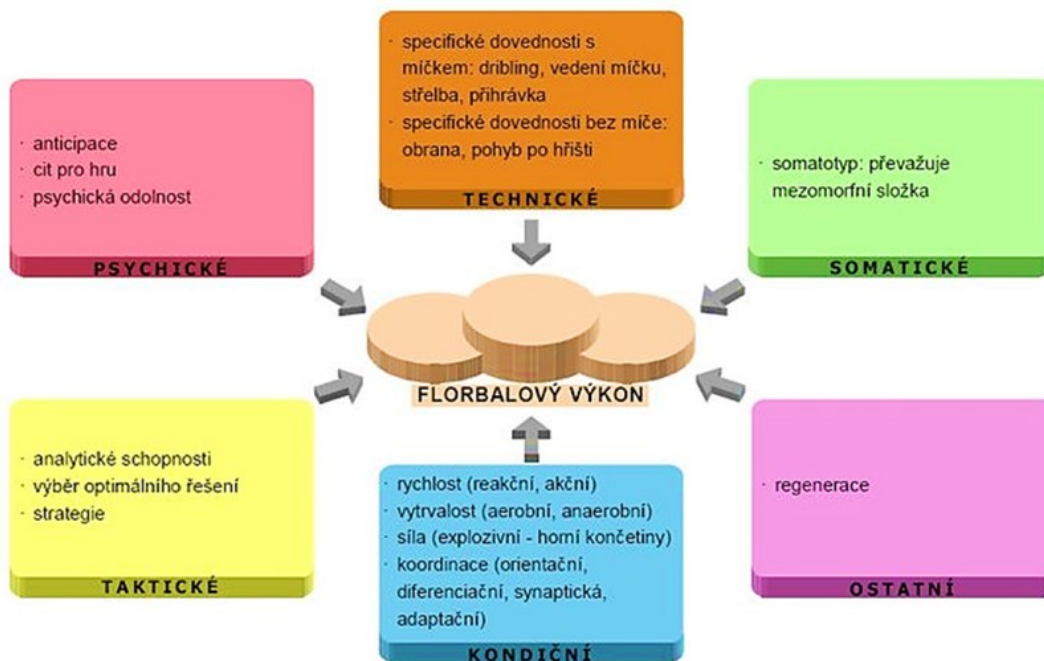 · specifické dovednosti s
míčkem: dribling, vedení míčku,
střelba, přihrávka
· specifické dovednosti bez míče:
obrana, pohyb po hřišti
TECHNICKÉ
· anticipace
· cit pro hru
· psychická odolnost
PSYCHICKÉ
· somatotyp: převažuje
mezomorfní složka
SOMATICKÉ
FLORBALOVÝ VÝKON
· analytické schopnosti
· výběr optimálního řešení
· strategie
TAKTICKÉ
· rychlost (reakční, akční)
· vytrvalost (aerobní, anaerobní)
· síla (explozivní - horní končetiny)
· koordinace (orientační,
diferenciační, synaptická,
adaptační)
KONDIČNÍ
· regenerace
OSTATNÍ